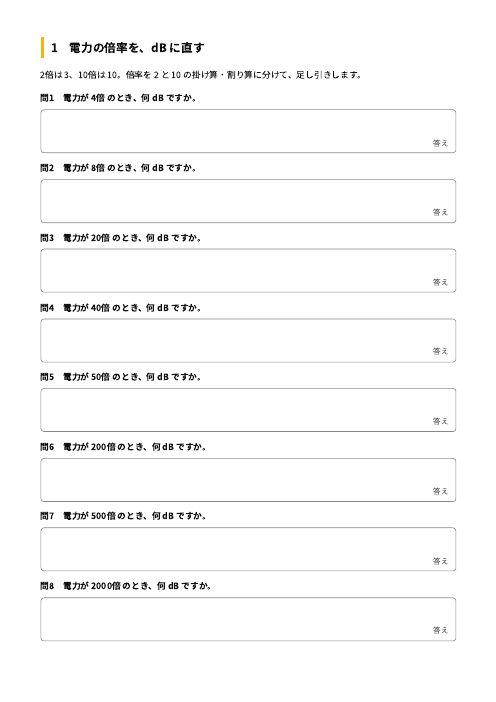 1 電力の倍率を、dBに直す
2倍は 3、10倍は 10。倍率を 2 と 10 の掛け算・割り算に分けて、足し引きします。
問1 電力が 4倍 のとき、何 dB ですか。
答え
問2 電力が 8倍 のとき、何 dB ですか。
答え
問3 電力が 20倍 のとき、何 dB ですか。
答え
問4 電力が 40倍 のとき、何 dB ですか。
答え
問5 電力が 50倍 のとき、何 dB ですか。
答え
問6 電力が 200倍 のとき、何 dB ですか。
答え
問7 電力が 500倍 のとき、何 dB ですか。
答え
問8 電力が 2000倍 のとき、何 dB ですか。
答え